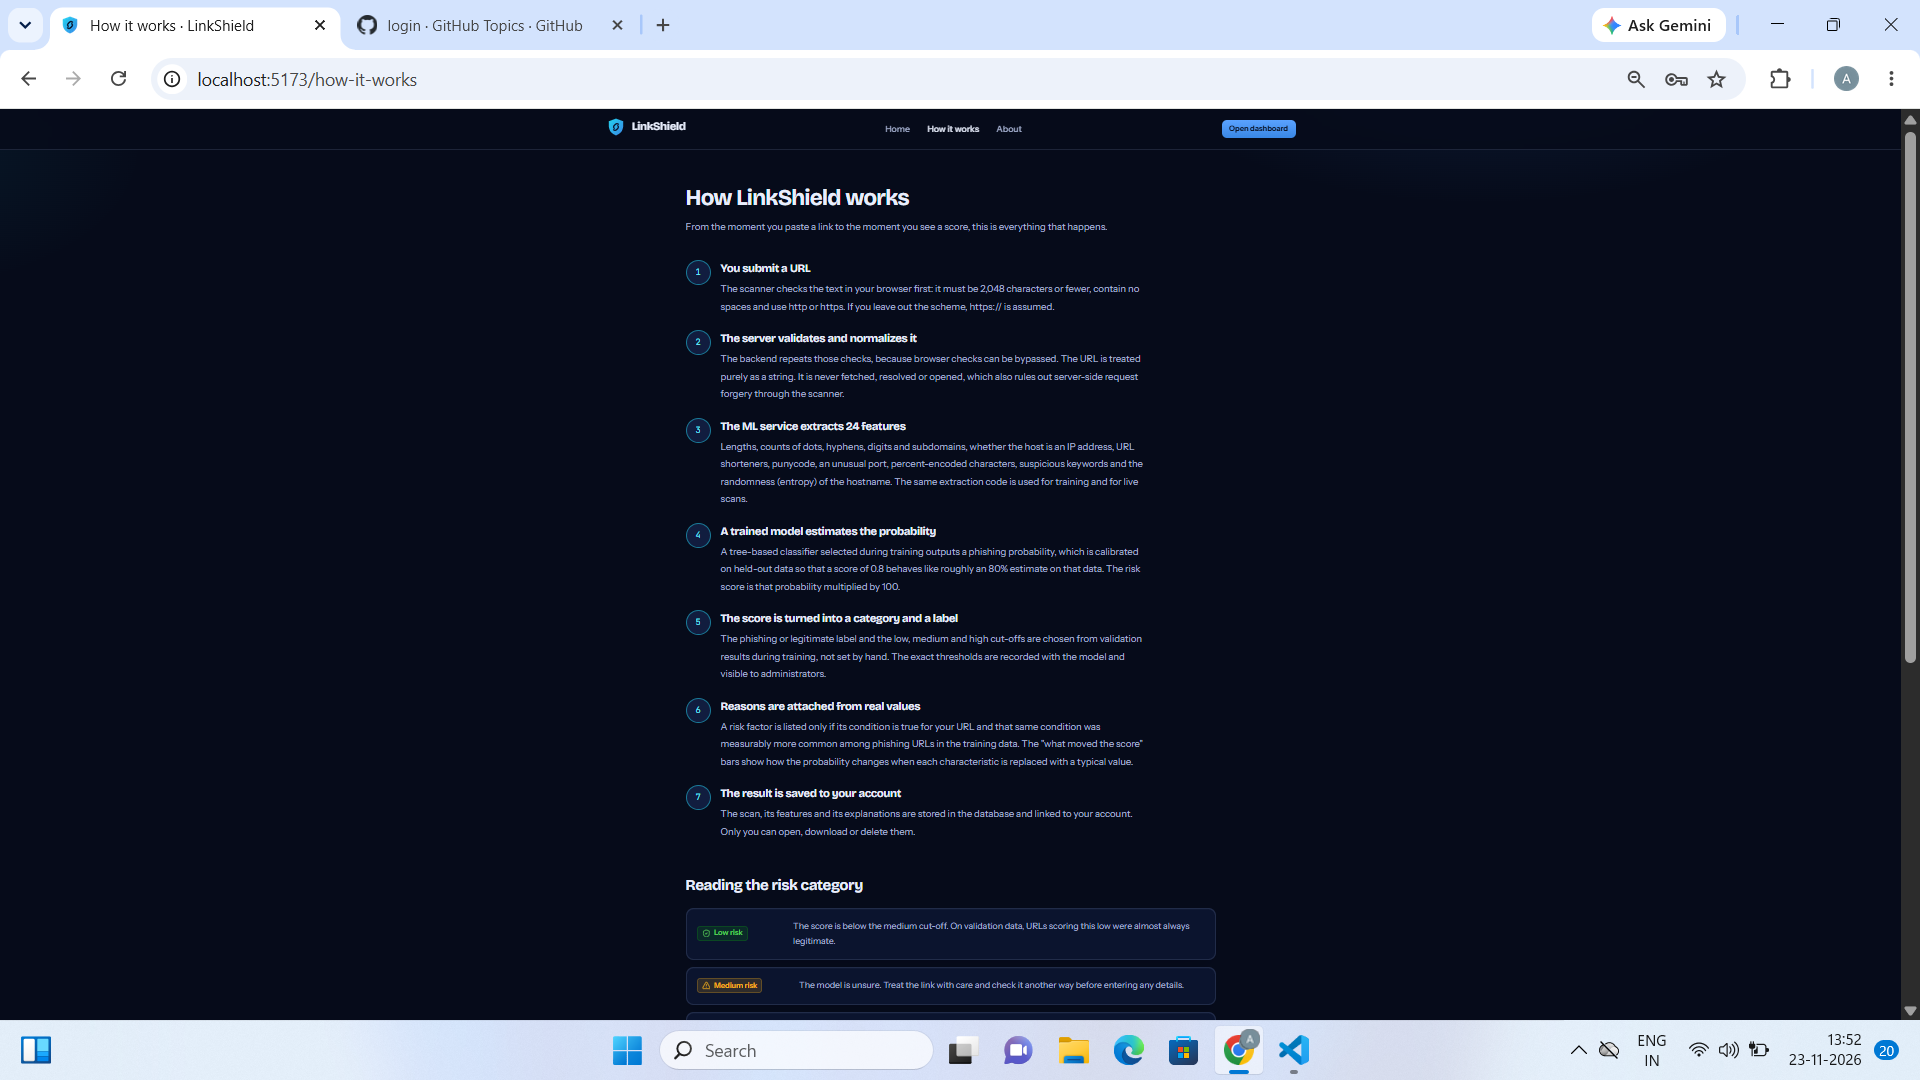 How it works · LinkShield
login · GitHub Topics · GitHub
Ask Gemini
localhost:5173/how-it-works
A
LinkShield
Home
How it works
About
Open dashboard
How LinkShield works
From the moment you paste a link to the moment you see a score, this is everything that happens.
1
You submit a URL
The scanner checks the text in your browser first: it must be 2,048 characters or fewer, contain no
spaces and use http or https. If you leave out the scheme, https:// is assumed.
2
The server validates and normalizes it
The backend repeats those checks, because browser checks can be bypassed. The URL is treated
purely as a string. It is never fetched, resolved or opened, which also rules out server-side request
forgery through the scanner.
3
The ML service extracts 24 features
Lengths, counts of dots, hyphens, digits and subdomains, whether the host is an IP address, URL
shorteners, punycode, an unusual port, percent-encoded characters, suspicious keywords and the
randomness (entropy) of the hostname. The same extraction code is used for training and for live
scans.
4
A trained model estimates the probability
A tree-based classifier selected during training outputs a phishing probability, which is calibrated
on held-out data so that a score of 0.8 behaves like roughly an 80% estimate on that data. The risk
score is that probability multiplied by 100.
5
The score is turned into a category and a label
The phishing or legitimate label and the low, medium and high cut-offs are chosen from validation
results during training, not set by hand. The exact thresholds are recorded with the model and
visible to administrators.
6
Reasons are attached from real values
A risk factor is listed only if its condition is true for your URL and that same condition was
measurably more common among phishing URLs in the training data. The "what moved the score"
bars show how the probability changes when each characteristic is replaced with a typical value.
7
The result is saved to your account
The scan, its features and its explanations are stored in the database and linked to your account.
Only you can open, download or delete them.
Reading the risk category
Low risk
The score is below the medium cut-off. On validation data, URLs scoring this low were almost always
legitimate.
Medium risk
The model is unsure. Treat the link with care and check it another way before entering any details.
Search
A
ENG
IN
13:52
23-11-2026
20